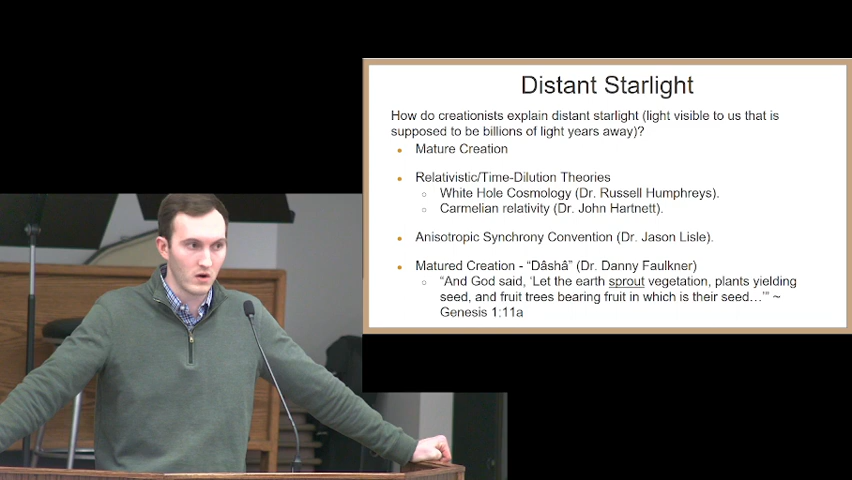 Distant Starlight
How do creationists explain distant starlight (light visible to us that is
supposed to be billions of light years away)?
Mature Creation
Relativistic/Time-Dilution Theories
White Hole Cosmology (Dr. Russell Humphreys).
Carmelian relativity (Dr. John Hartnett).
Anisotropic Synchrony Convention (Dr. Jason Lisle).
Matured Creation - “Dâshâ” (Dr. Danny Faulkner)
“And God said, ‘Let the earth sprout vegetation, plants yielding
seed, and fruit trees bearing fruit in which is their seed…’” ~
Genesis 1:11a